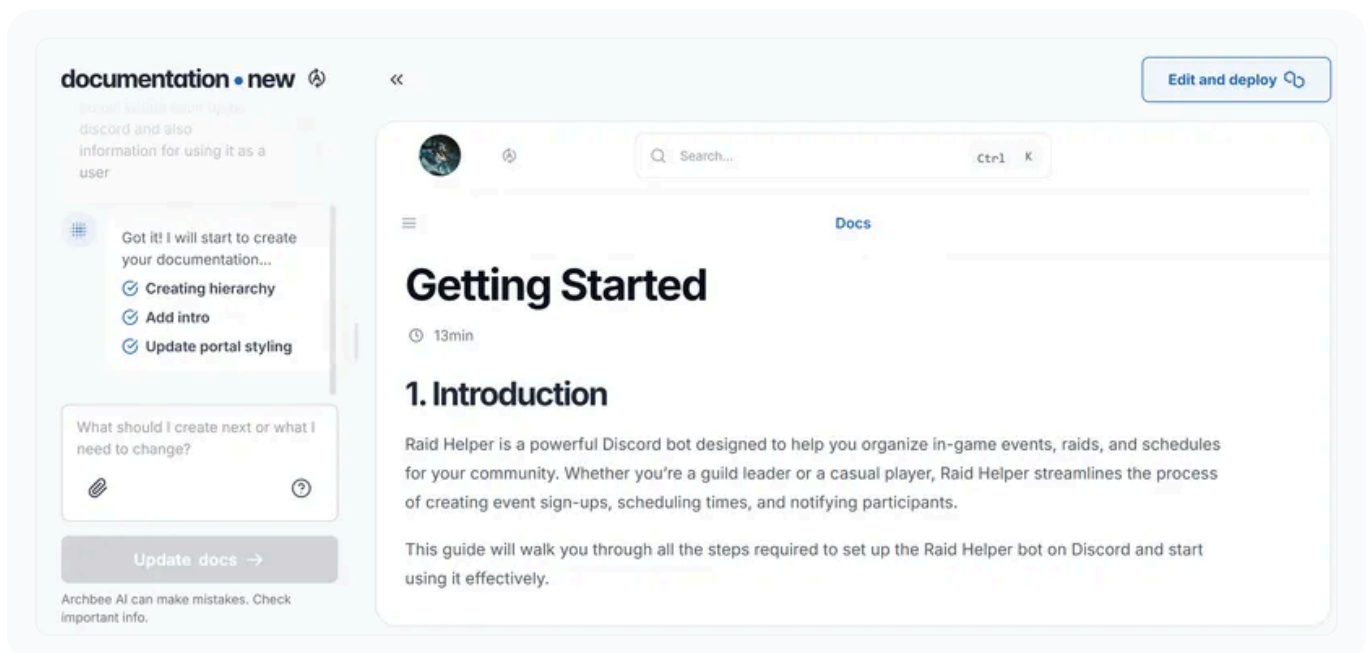 documentation • new
Edit and deploy
discord and also
information for using it as a
user
Got it! I will start to create
your documentation...
Creating hierarchy
Add intro
Update portal styling
What should I create next or what I
need to change?
Update docs →
Archbee AI can make mistakes. Check
important info.
Search...
Ctrl K
Docs
Getting Started
13min
1. Introduction
Raid Helper is a powerful Discord bot designed to help you organize in-game events, raids, and schedules
for your community. Whether you're a guild leader or a casual player, Raid Helper streamlines the process
of creating event sign-ups, scheduling times, and notifying participants.
This guide will walk you through all the steps required to set up the Raid Helper bot on Discord and start
using it effectively.